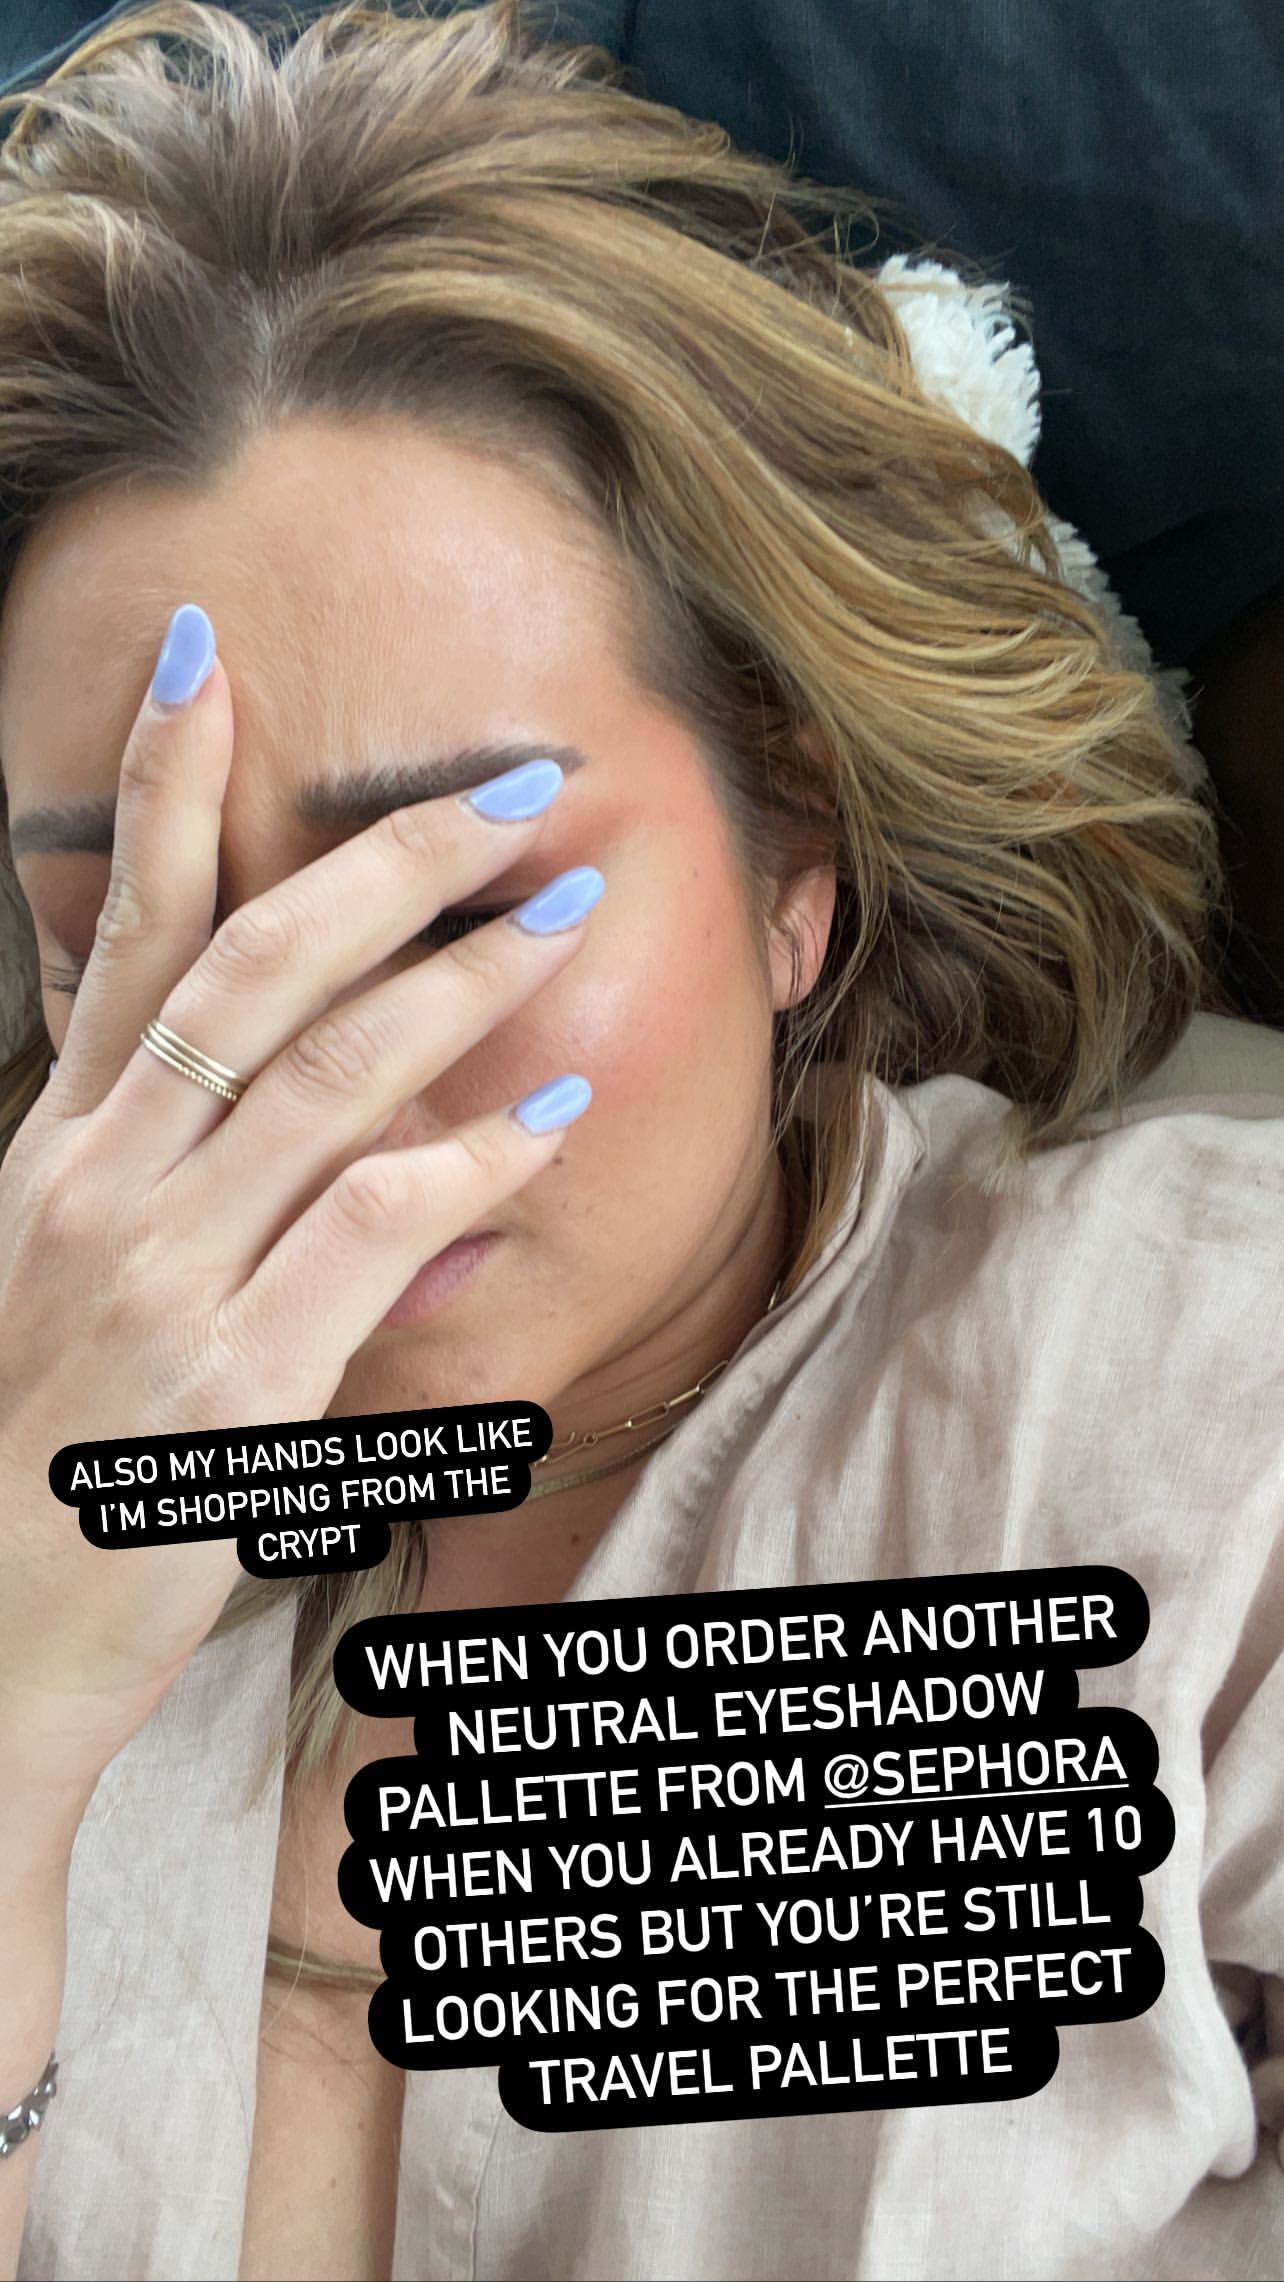 ALSO MY HANDS LOOK LIKE
I'M SHOPPING FROM THE
CRYPT
WHEN YOU ORDER ANOTHER
NEUTRAL EYESHADOW
PALLETTE FROM @SEPHORA
WHEN YOU ALREADY HAVE 10
OTHERS BUT YOU'RE STILL
LOOKING FOR THE PERFECT
TRAVEL PALLETTE